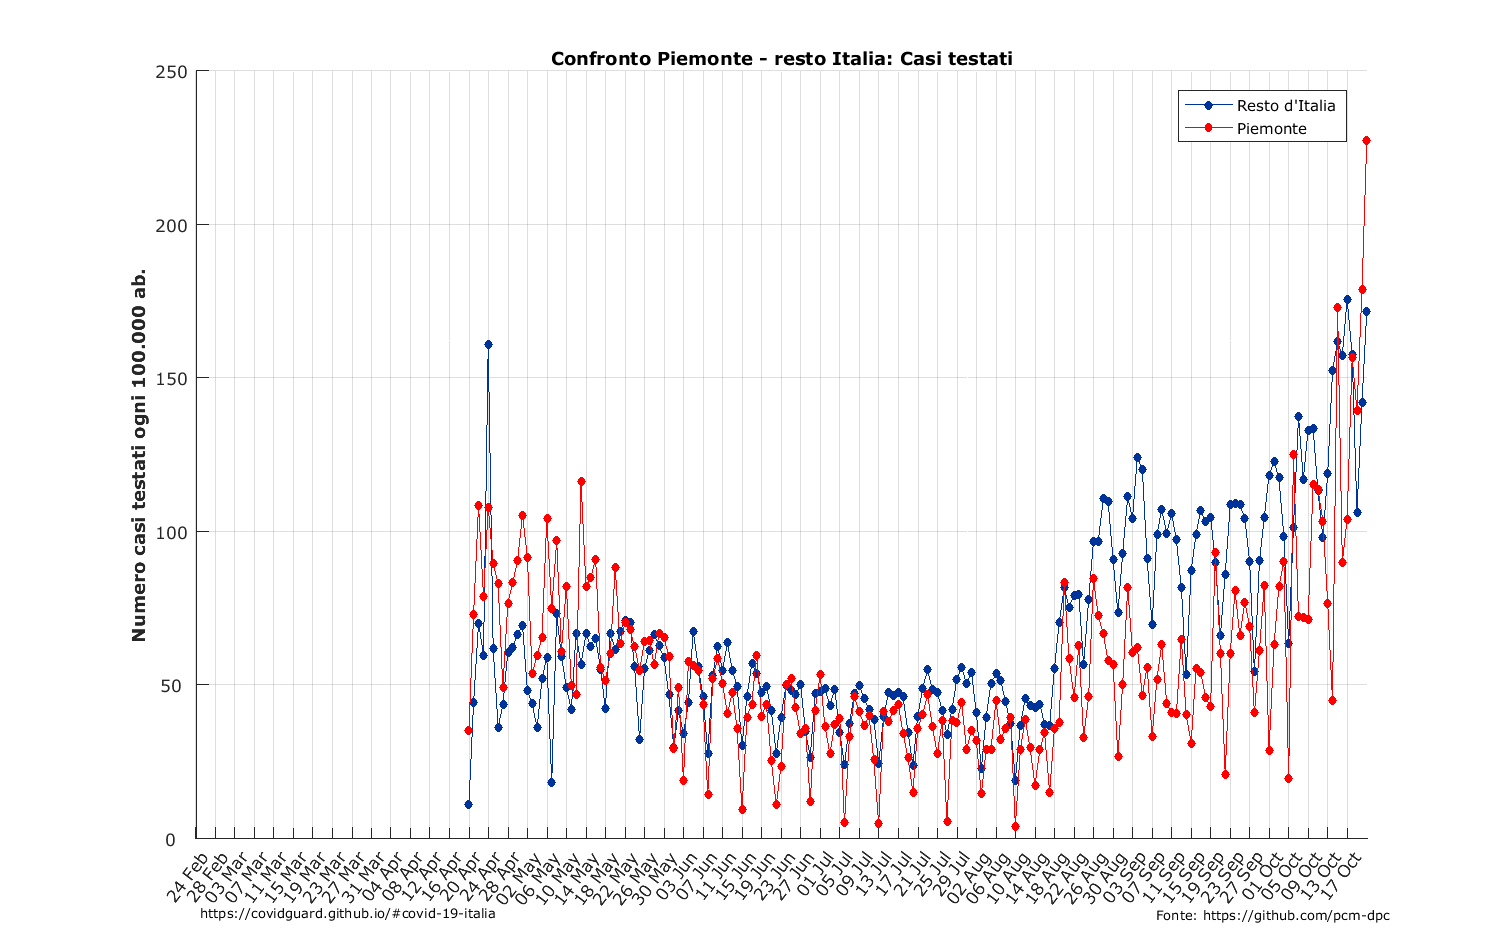 Confronto Piemonte - resto Italia: Casi testati
Resto d'Italia
Piemonte
Numero casi testati ogni 100.000 ab.
250
200
150
100
50
0
24 Feb
28 Feb
03 Mar
07 Mar
11 Mar
15 Mar
19 Mar
23 Mar
27 Mar
31 Mar
04 Apr
08 Apr
12 Apr
16 Apr
20 Apr
24 Apr
28 Apr
02 May
06 May
10 May
14 May
18 May
22 May
26 May
30 May
03 Jun
07 Jun
11 Jun
15 Jun
19 Jun
23 Jun
27 Jun
01 Jul
05 Jul
09 Jul
13 Jul
17 Jul
21 Jul
25 Jul
29 Jul
02 Aug
06 Aug
10 Aug
14 Aug
18 Aug
22 Aug
26 Aug
30 Aug
03 Sep
07 Sep
11 Sep
15 Sep
19 Sep
23 Sep
27 Sep
01 Oct
05 Oct
09 Oct
13 Oct
17 Oct
https://covidguard.github.io/#covid-19-italia
Fonte: https://github.com/pcm-dpc